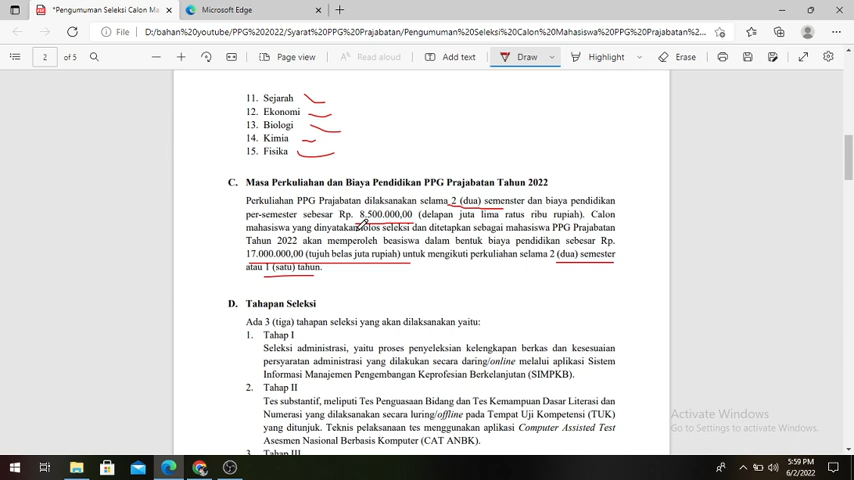 *Pengumuman Seleksi Calon Ma
Microsoft Edge
File
D:/bahan%20youtube/PPG%202022/Syarat%20PPG%20Prajabatan/Pengumuman%20Seleksi%20Calon%20Mahasiswa%20PPG%20Prajabatan%...
2 of 5
Page view
Read aloud
Add text
Draw
Highlight
Erase
11. Sejarah
12. Ekonomi
13. Biologi
14. Kimia
15. Fisika
C. Masa Perkuliahan dan Biaya Pendidikan PPG Prajabatan Tahun 2022
Perkuliahan PPG Prajabatan dilaksanakan selama 2 (dua) semenster dan biaya pendidikan
per-semester sebesar Rp. 8.500.000,00 (delapan juta lima ratus ribu rupiah). Calon
mahasiswa yang dinyatakan lolos seleksi dan ditetapkan sebagai mahasiswa PPG Prajabatan
Tahun 2022 akan memperoleh beasiswa dalam bentuk biaya pendidikan sebesar Rp.
17.000.000,00 (tujuh belas juta rupiah) untuk mengikuti perkuliahan selama 2 (dua) semester
atau 1 (satu) tahun.
D. Tahapan Seleksi
Ada 3 (tiga) tahapan seleksi yang akan dilaksanakan yaitu:
1. Tahap I
Seleksi administrasi, yaitu proses penyeleksian kelengkapan berkas dan kesesuaian
persyaratan administrasi yang dilakukan secara daring/online melalui aplikasi Sistem
Informasi Manajemen Pengembangan Keprofesian Berkelanjutan (SIMPKB).
2. Tahap II
Tes substantif, meliputi Tes Penguasaan Bidang dan Tes Kemampuan Dasar Literasi dan
Numerasi yang dilaksanakan secara luring/offline pada Tempat Uji Kompetensi (TUK)
yang ditunjuk. Teknis pelaksanaan tes menggunakan aplikasi Computer Assisted Test
Asesmen Nasional Berbasis Komputer (CAT ANBK).
3. Tahap III
Activate Windows
Go to Settings to activate Windows.
5:59 PM
6/2/2022